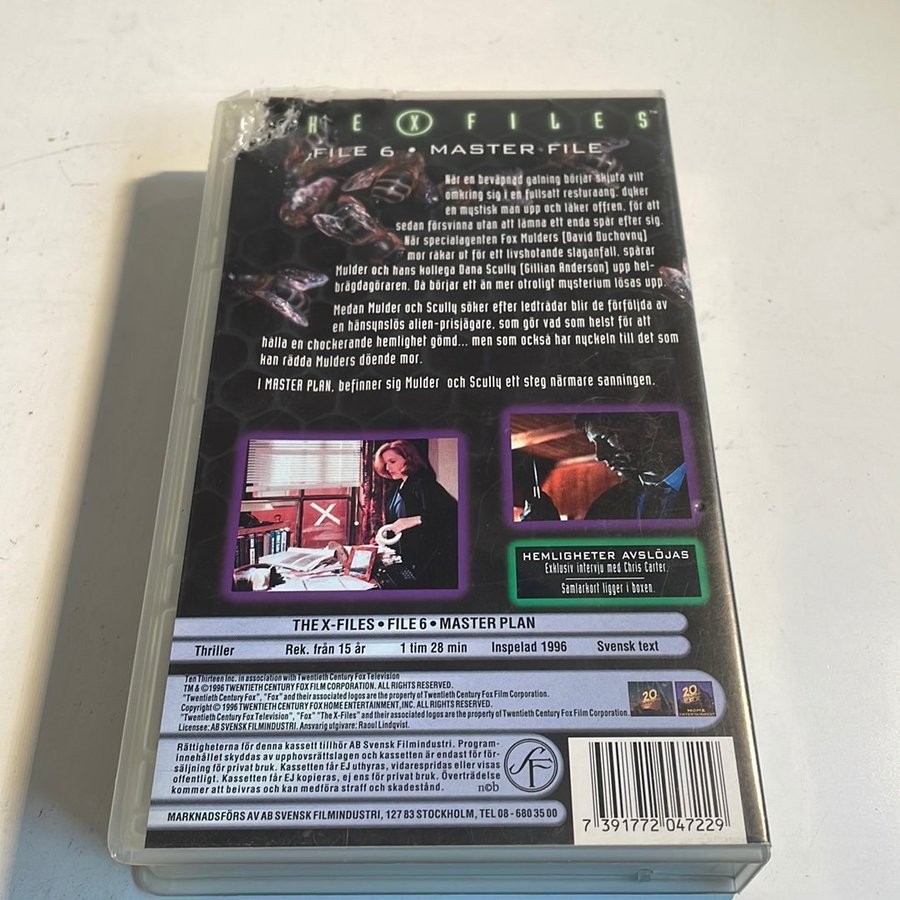 HE X FILES™
FILE 6 • MASTER FILE
När en beväpnad galning börjar skjuta vilt
omkring sig i en fullsatt resturaang, dyker
en mystisk man upp och läker offren, för att
sedan försvinna utan att lämna ett enda spår efter sig.
När specialagenten Fox Mulders [David Duchovny]
mor råkar ut för ett livshotande slaganfall, spårar
Mulder och hans kollega Dana Scully [Gillian Anderson] upp hel-
brägdagöraren. Då börjar ett än mer otroligt mysterium lösas upp.
Medan Mulder och Scully söker efter ledtrådar blir de förföljda av
en hänsynslös alien-prisjägare, som gör vad som helst för att
hålla en chockerande hemlighet gömd... men som också har nyckeln till det som
kan rädda Mulders döende mor.
I MASTER PLAN, befinner sig Mulder och Scully ett steg närmare sanningen.
X
HEMLIGHETER AVSLÖJAS
Exklusiv intervju med Chris Carter.
Samlarkort ligger i boxen.
THE X-FILES • FILE 6 • MASTER PLAN
Thriller Rek. från 15 år 1 tim 28 min Inspelad 1996 Svensk text
Ten Thirteen Inc. in association with Twentieth Century Fox Television
TM & ©1996 TWENTIETH CENTURY FOX FILM CORPORATION. ALL RIGHTS RESERVED.
"Twentieth Century Fox", "Fox" and their associated logos are the property of Twentieth Century Fox Film Corporation.
Copyright © 1996 TWENTIETH CENTURY FOX HOME ENTERTAINMENT, INC. ALL RIGHTS RESERVED.
"Twentieth Century Fox Television", "Fox" "The X-Files" and their associated logos are the property of Twentieth Century Fox Film Corporation.
Licensee: AB SVENSK FILMINDUSTRI. Ansvarig utgivare: Raoul Lindqvist.
20
20
HOME ENTERTAINMENT
Rättigheterna för denna kassett tillhör AB Svensk Filmindustri. Program-
innehållet skyddas av upphovsrättslagen och kassetten är endast för för-
säljning för privat bruk. Kassetten får EJ uthyras, vidarespridas eller visas
offentligt. Kassetten får EJ kopieras, ej ens för privat bruk. Överträdelse
kommer att beivras och kan medföra straff och skadestånd.
SF
n©b
MARKNADSFÖRS AV AB SVENSK FILMINDUSTRI, 127 83 STOCKHOLM, TEL 08 - 680 35 00
7 391772 047229